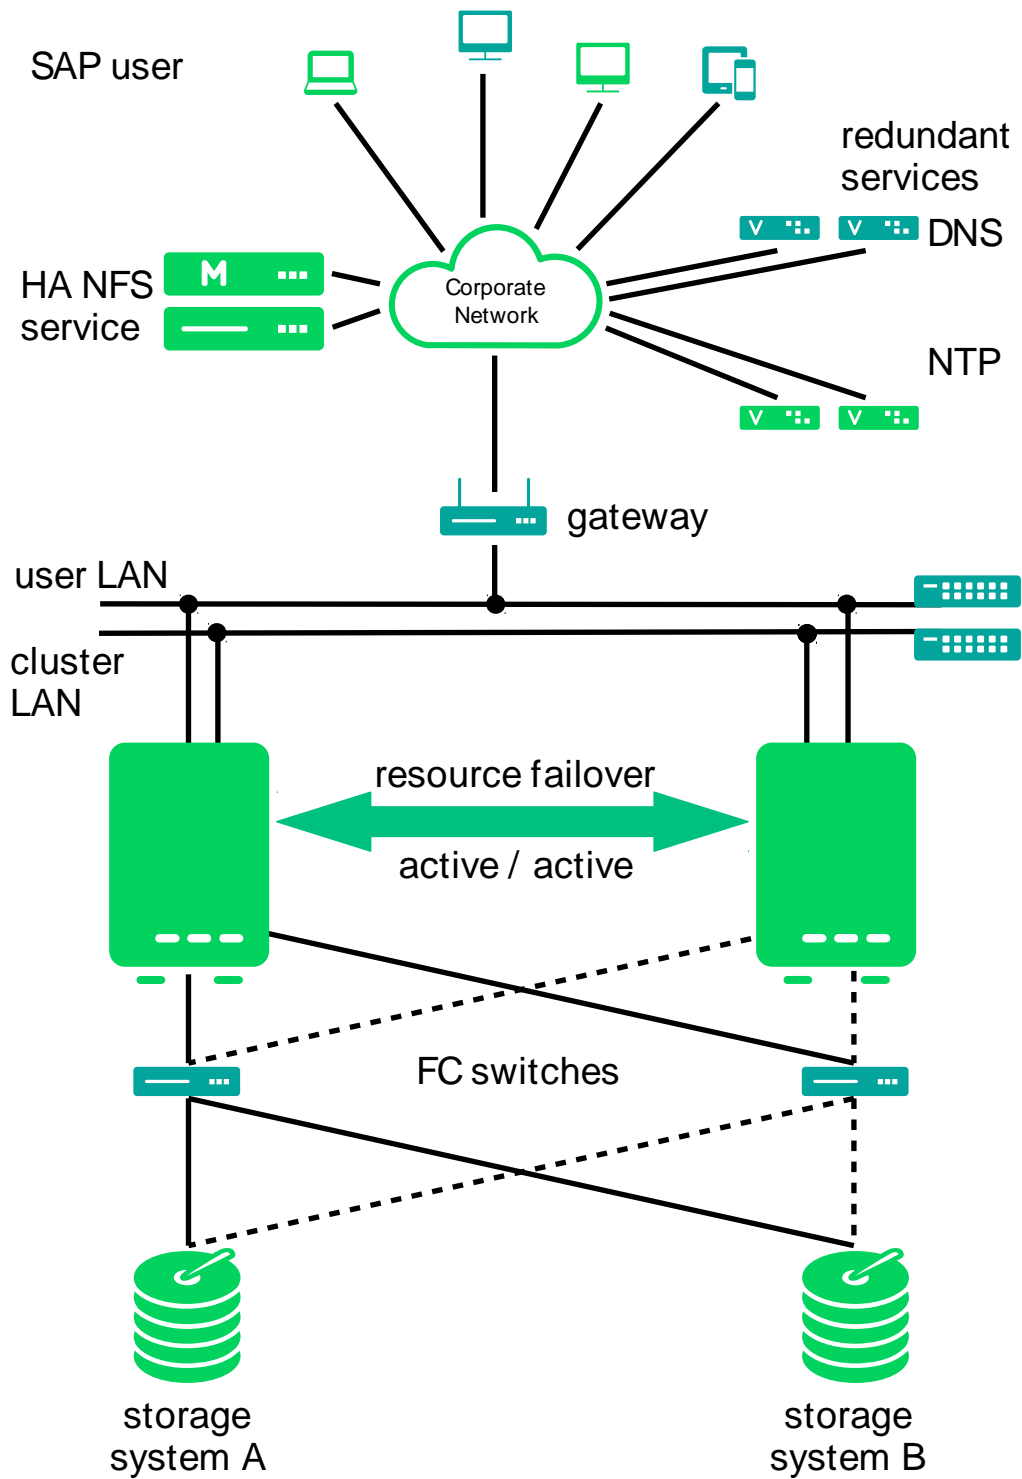 SAP user
redundant
services
DNS
HA NFS
service
Corporate
Network
NTP
gateway
user LAN
cluster
LAN
resource failover
active / active
FC switches
storage
system A
storage
system B